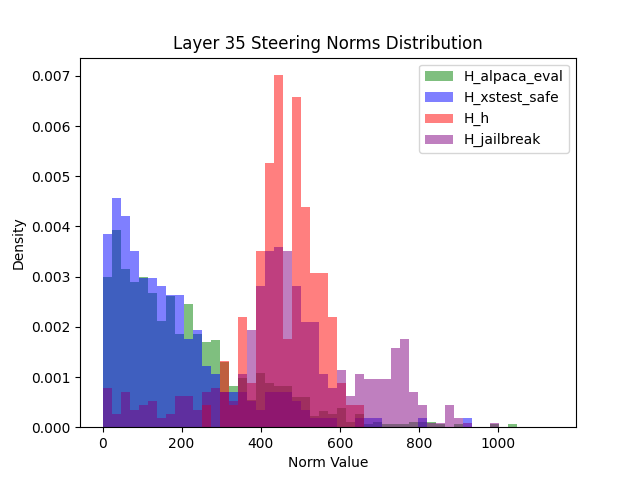 Layer 35 Steering Norms Distribution
H_alpaca_eval
H_xstest_safe
H_h
H_jailbreak
0.007
0.006
0.005
0.004
0.003
0.002
0.001
0.000
Density
0
200
400
600
800
1000
Norm Value